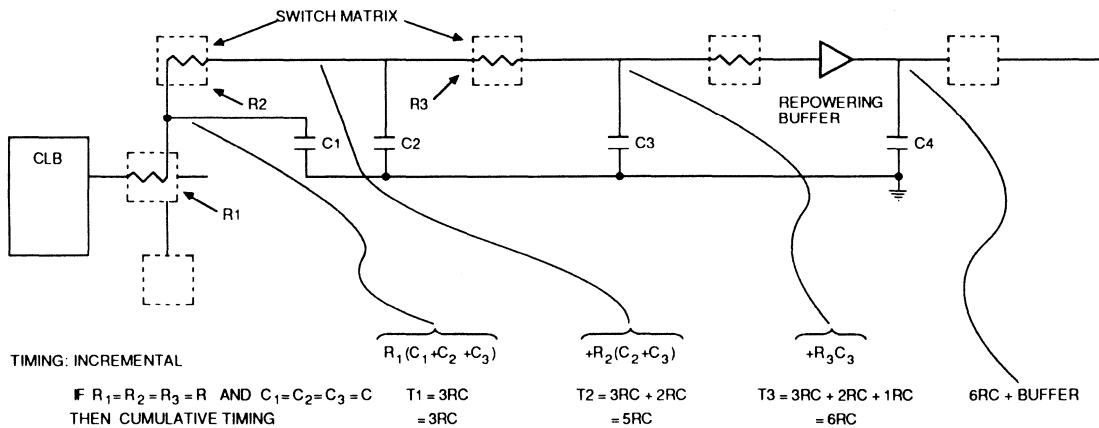 SWITCH MATRIX
R2
R3
REPOWERING
BUFFER
C1
C2
C3
C4
CLB
R1
R₁(C₁+C₂ +C₃)
+R₂(C₂+C₃)
+R₃C₃
TIMING: INCREMENTAL
IF R₁=R₂=R₃=R AND C₁=C₂=C₃=C
T1 = 3RC
T2 = 3RC + 2RC
T3 = 3RC + 2RC + 1RC
6RC + BUFFER
THEN CUMULATIVE TIMING
= 3RC
= 5RC
= 6RC